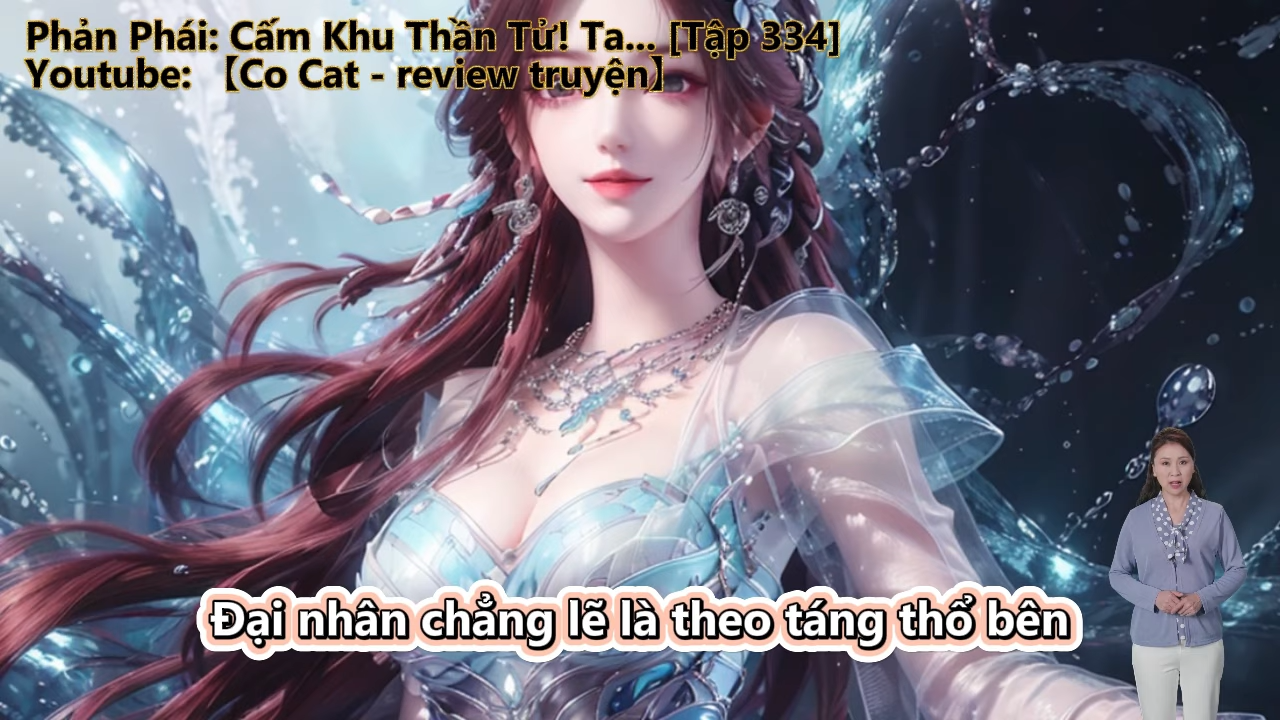 Phản Phái: Cấm Khu Thần Tử! Ta... [Tập 334]
Youtube: 【Co Cat - review truyện】
Đại nhân chẳng lẽ là theo táng thổ bên